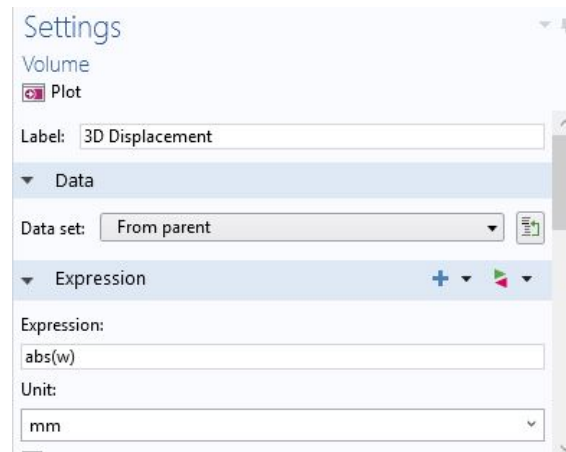 Settings
Volume
Plot
Label: 3D Displacement
Data
Data set: From parent
Expression
Expression:
abs(w)
Unit:
mm